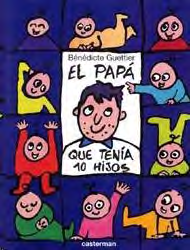 Bénédicte Guettier
EL PAPÁ
QUE TENÍA
10 HIJOS
casterman